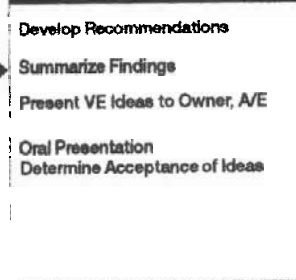 Develop Recommendations
Summarize Findings
Present VE Ideas to Owner, A/E
Oral Presentation
Determine Acceptance of Ideas